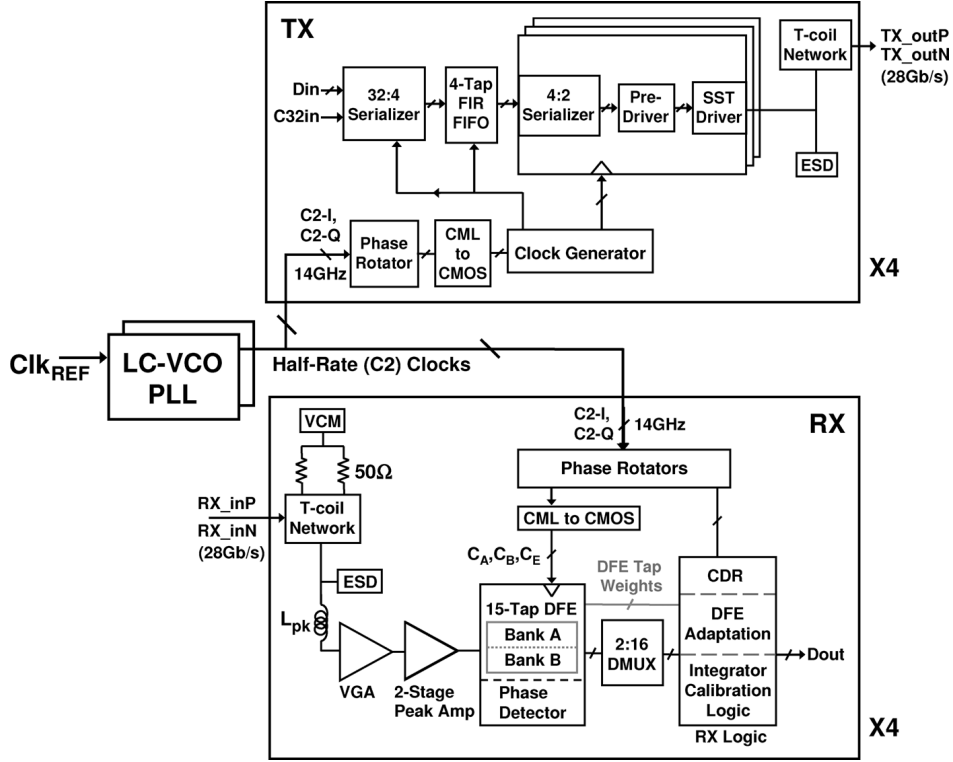 TX
T-coil
Network
TX_outP
TX_outN
(28Gb/s)
Din
C32in
32:4
Serializer
4-Tap
FIR
FIFO
4:2
Serializer
Pre-
Driver
SST
Driver
ESD
C2-I,
C2-Q
14GHz
Phase
Rotator
CML
to
CMOS
Clock Generator
X4
ClkREF
LC-VCO
PLL
Half-Rate (C2) Clocks
RX
VCM
50Ω
C2-I,
C2-Q
14GHz
Phase Rotators
RX_inP
RX_inN
(28Gb/s)
T-coil
Network
CML to CMOS
CA,CB,CE
ESD
Lpk
VGA
2-Stage
Peak Amp
15-Tap DFE
Bank A
Bank B
Phase
Detector
DFE Tap
Weights
2:16
DMUX
CDR
DFE
Adaptation
Integrator
Calibration
Logic
RX Logic
Dout
X4